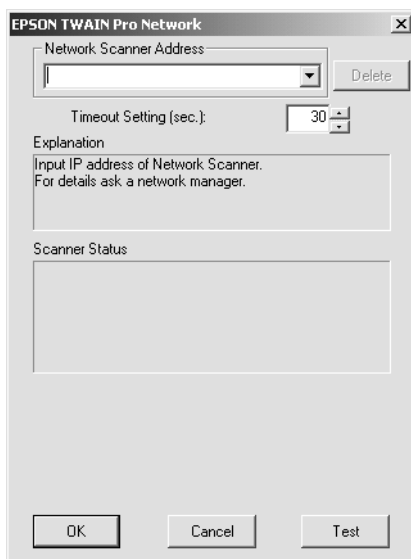 EPSON TWAIN Pro Network
Network Scanner Address
Delete
Timeout Setting (sec.): 30
Explanation
Input IP address of Network Scanner.
For details ask a network manager.
Scanner Status
OK Cancel Test